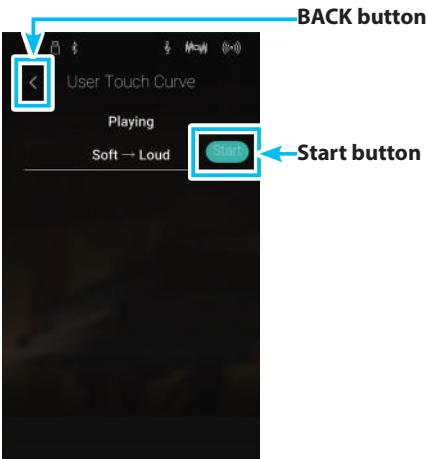 BACK button
User Touch Curve
Playing
Soft → Loud
Start
Start button